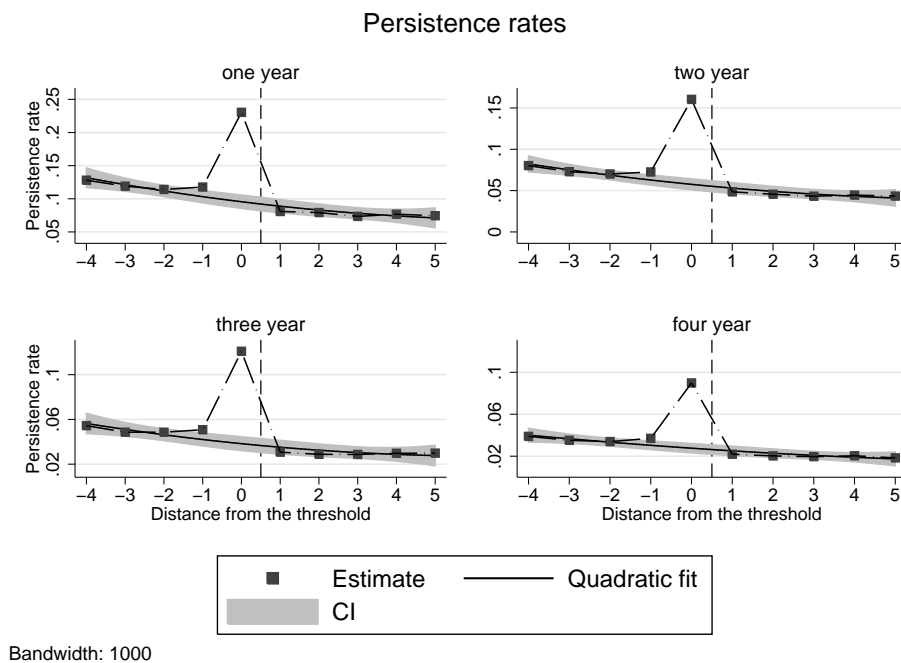 Persistence rates
one year
two year
Persistence rate
.05 .1 .15 .2 .25
−4 −3 −2 −1 0 1 2 3 4 5
0 .05 .1 .15
−4 −3 −2 −1 0 1 2 3 4 5
three year
four year
Persistence rate
.02 .06 .1
−4 −3 −2 −1 0 1 2 3 4 5
Distance from the threshold
.02 .06 .1
−4 −3 −2 −1 0 1 2 3 4 5
Distance from the threshold
Estimate Quadratic fit
CI
Bandwidth: 1000